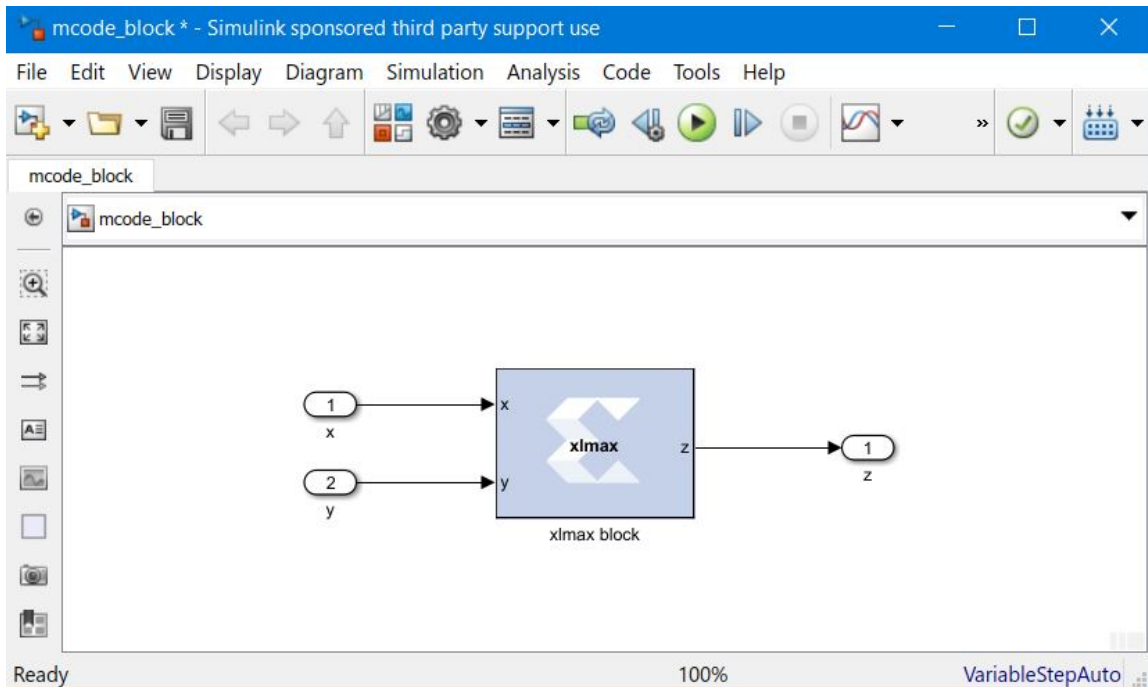 mcode_block * - Simulink sponsored third party support use
File Edit View Display Diagram Simulation Analysis Code Tools Help
»
mcode_block
mcode_block
1
x
2
y
x
y
xlmax
z
xlmax block
1
z
Ready 100% VariableStepAuto